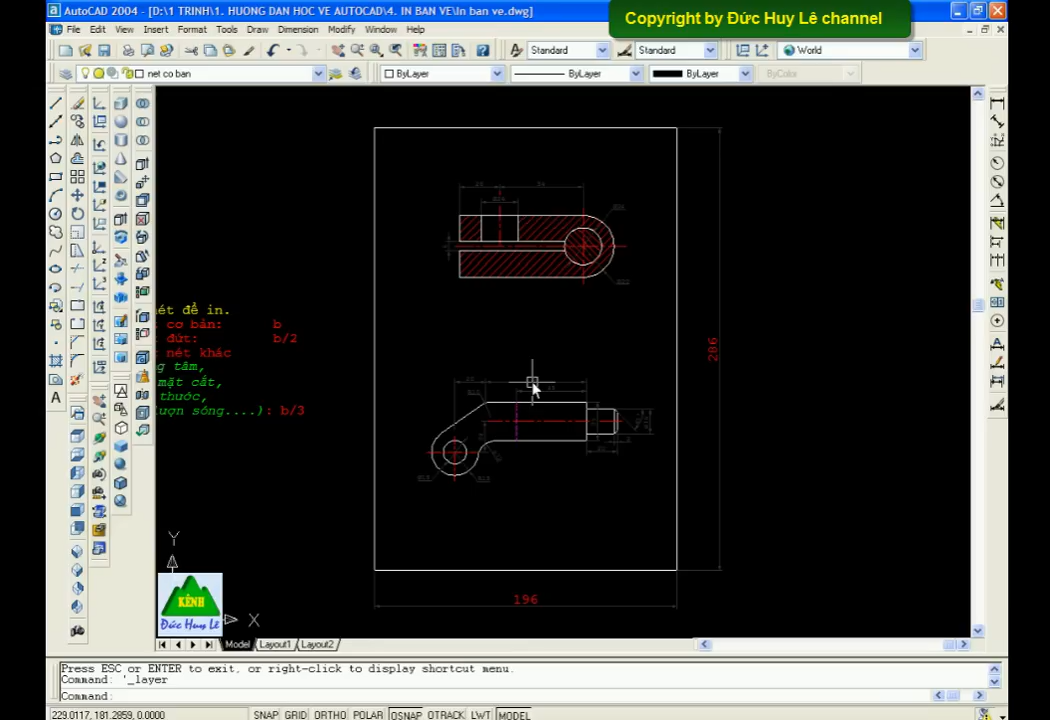 AutoCAD 2004 - [D:\1 TRINH\1. HUONG DAN HOC VE AUTOCAD\4. IN BAN VE\In ban ve.dwg]
Copyright by Đức Huy Lê channel
File Edit View Insert Format Tools Draw Dimension Modify Window Help
Standard Standard World
net co ban ByLayer ByLayer ByLayer ByColor
nét để in.
cơ bản: b
đứt: b/2
nét khác
g tâm,
mặt cắt,
thước,
lượn sóng....): b/3
286
196
Y
X
KÊNH
Đức Huy Lê
Model Layout1 Layout2
Press ESC or ENTER to exit, or right-click to display shortcut menu.
Command: '_layer
Command:
229.0117, 181.2859, 0.0000 SNAP GRID ORTHO POLAR OSNAP OTRACK LWT MODEL